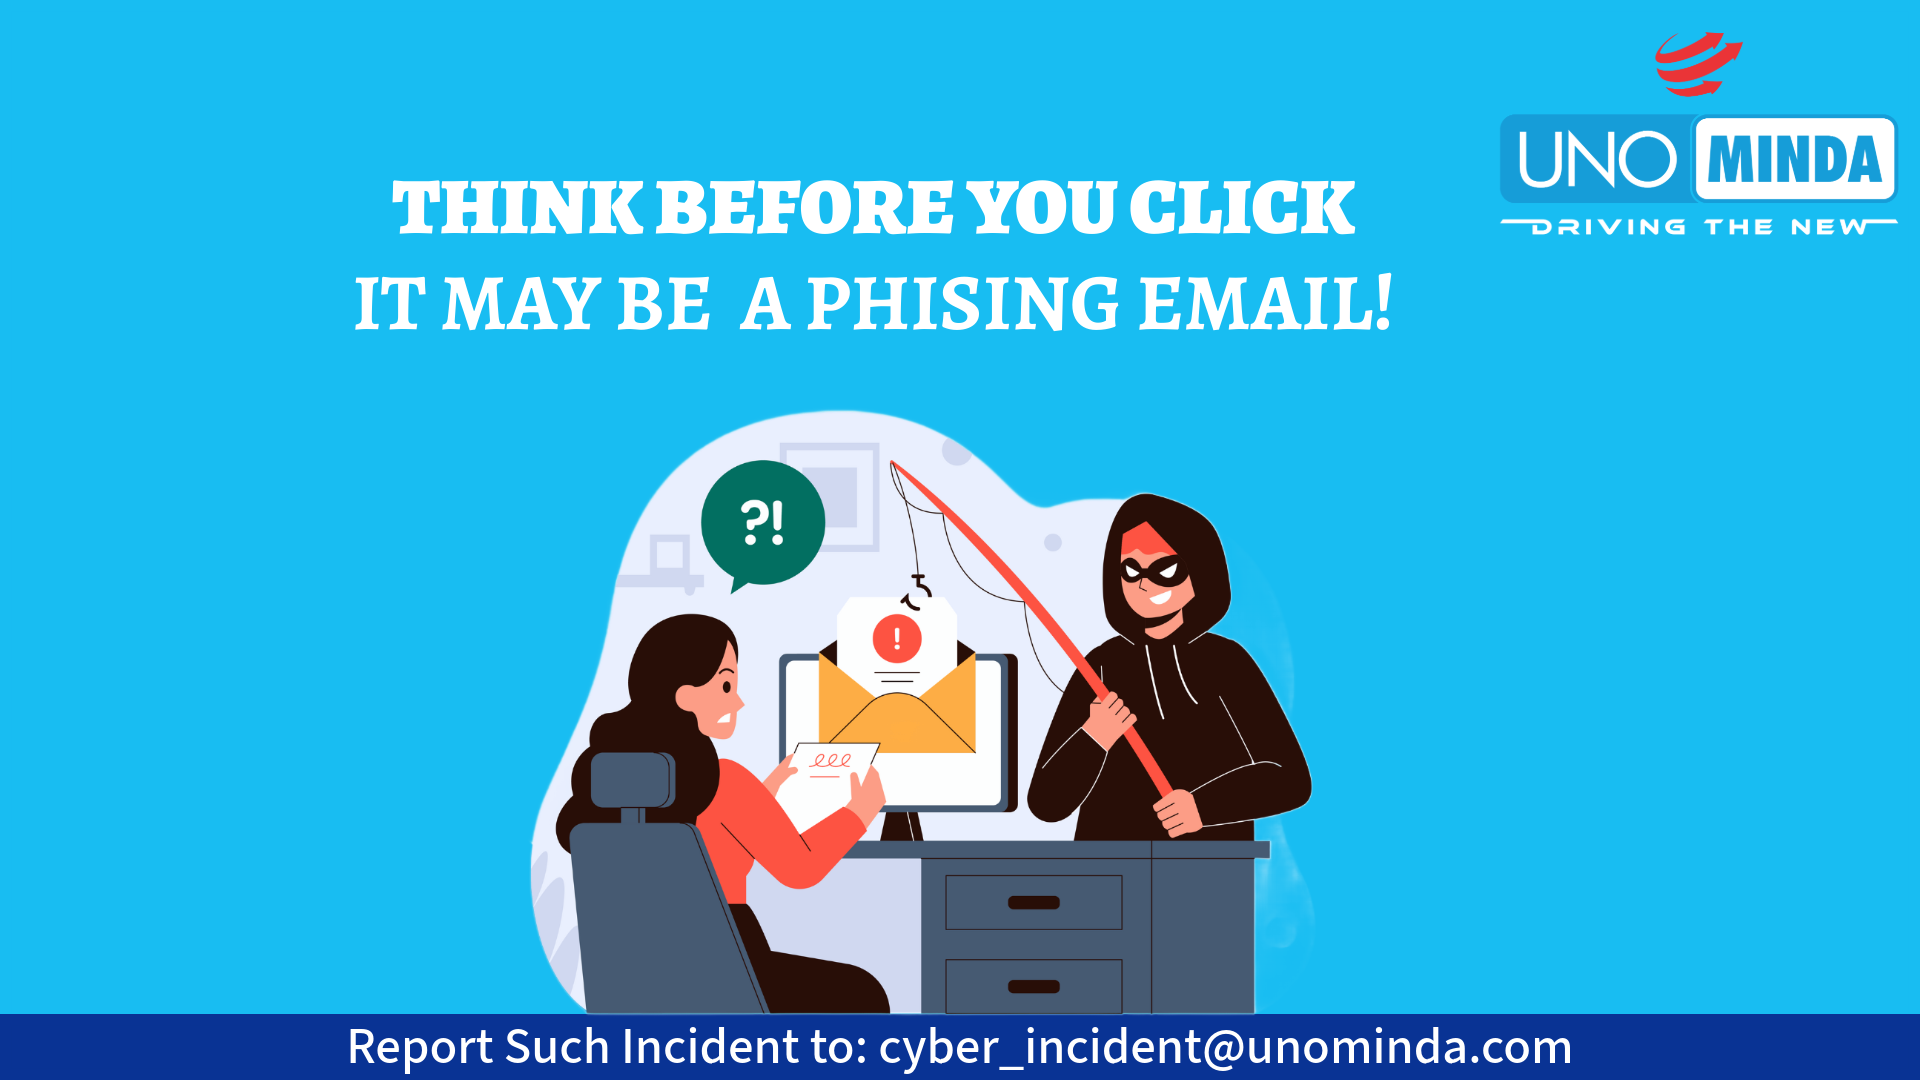 UNO MINDA
DRIVING THE NEW
THINK BEFORE YOU CLICK
IT MAY BE A PHISING EMAIL!
?!
!
Report Such Incident to: cyber_incident@unominda.com